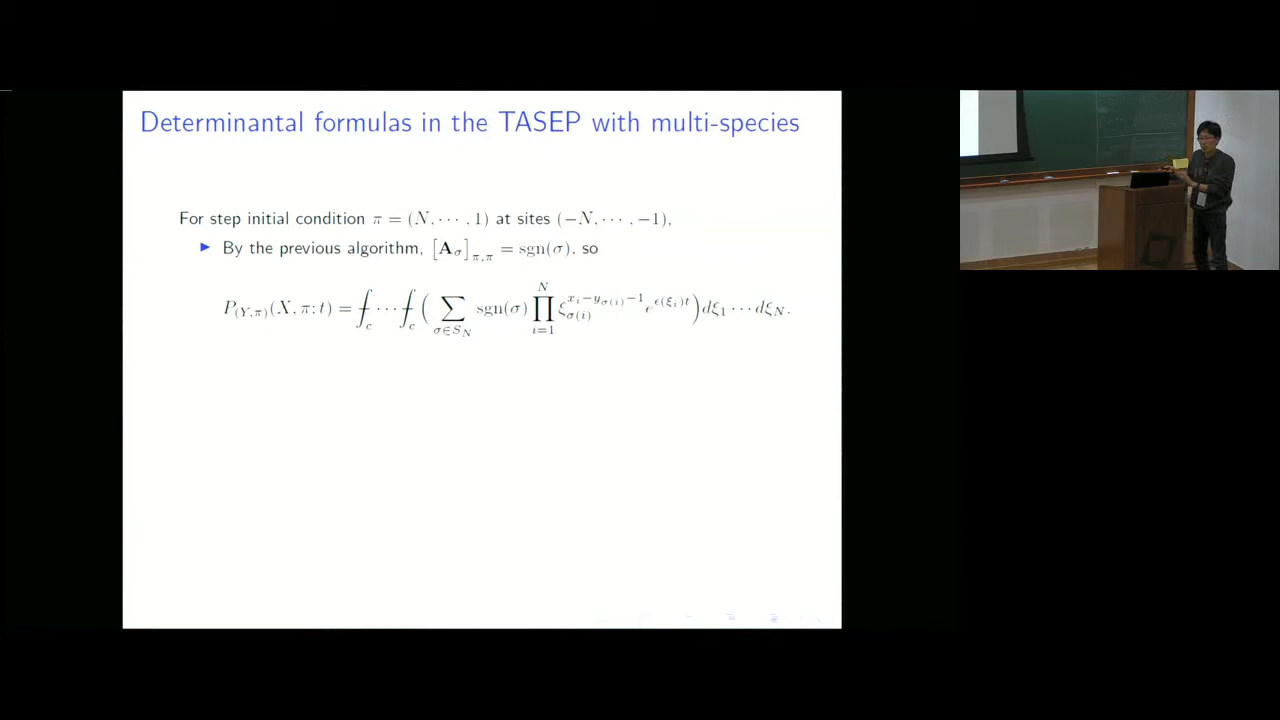 Determinantal formulas in the TASEP with multi-species
For step initial condition π = (N, ⋯ , 1) at sites (−N, ⋯ , −1),
▶ By the previous algorithm, [A_σ]_{π,π} = sgn(σ), so
P_{(Y,π)}(X, π; t) = ⨍_c ⋯ ⨍_c ( ∑_{σ∈S_N} sgn(σ) ∏_{i=1}^{N} ξ_{σ(i)}^{x_i−y_{σ(i)}−1} e^{ε(ξ_i)t} ) dξ_1 ⋯ dξ_N.